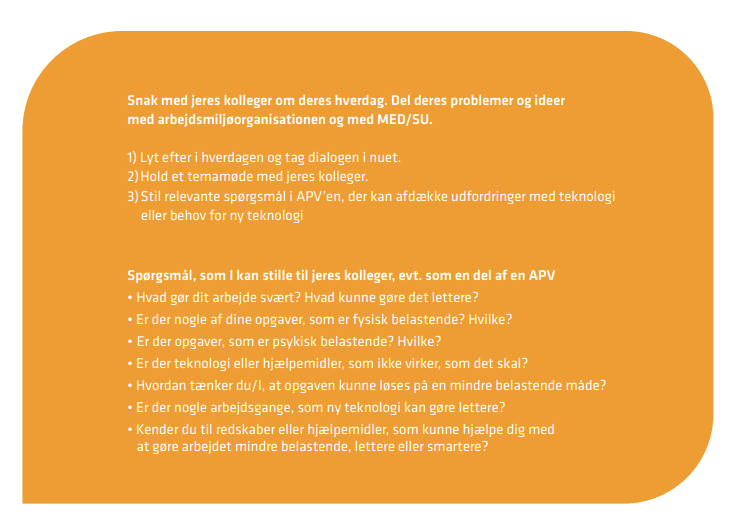 Snak med jeres kolleger om deres hverdag. Del deres problemer og ideer
med arbejdsmiljøorganisationen og med MED/SU.
1) Lyt efter i hverdagen og tag dialogen i nuet.
2) Hold et temamøde med jeres kolleger.
3) Stil relevante spørgsmål i APV'en, der kan afdække udfordringer med teknologi
eller behov for ny teknologi
Spørgsmål, som I kan stille til jeres kolleger, evt. som en del af en APV
• Hvad gør dit arbejde svært? Hvad kunne gøre det lettere?
• Er der nogle af dine opgaver, som er fysisk belastende? Hvilke?
• Er der opgaver, som er psykisk belastende? Hvilke?
• Er der teknologi eller hjælpemidler, som ikke virker, som det skal?
• Hvordan tænker du/I, at opgaven kunne løses på en mindre belastende måde?
• Er der nogle arbejdsgange, som ny teknologi kan gøre lettere?
• Kender du til redskaber eller hjælpemidler, som kunne hjælpe dig med
at gøre arbejdet mindre belastende, lettere eller smartere?